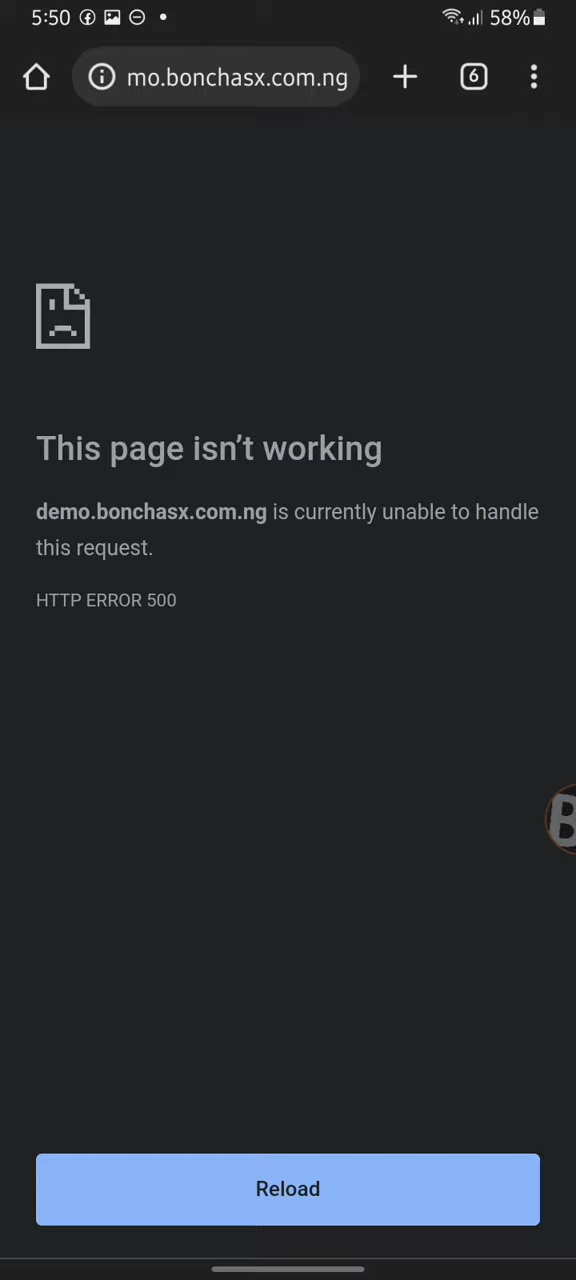 5:50
58%
mo.bonchasx.com.ng
6
This page isn't working
demo.bonchasx.com.ng is currently unable to handle
this request.
HTTP ERROR 500
B
Reload